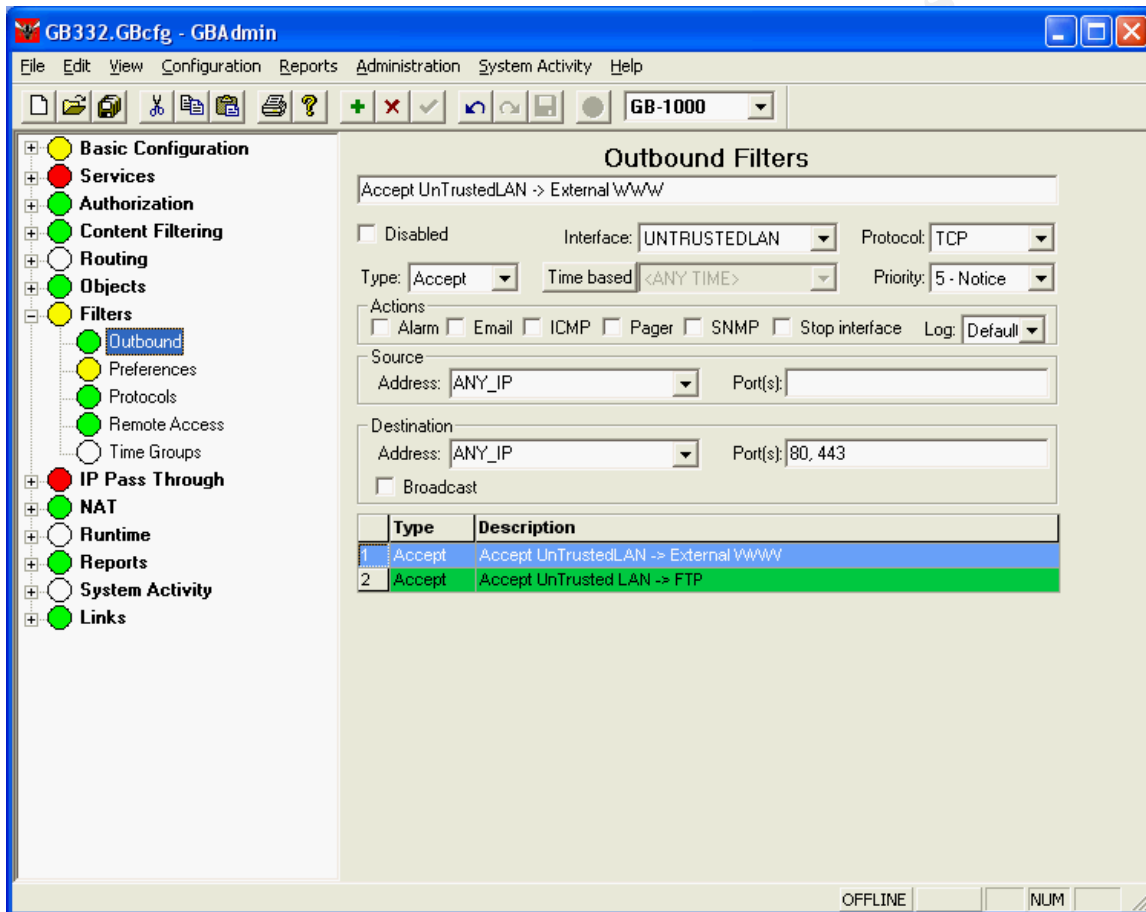 GB332.GBcfg - GBAdmin
File Edit View Configuration Reports Administration System Activity Help
GB-1000
Basic Configuration
Services
Authorization
Content Filtering
Routing
Objects
Filters
Outbound
Preferences
Protocols
Remote Access
Time Groups
IP Pass Through
NAT
Runtime
Reports
System Activity
Links
Outbound Filters
Accept UnTrustedLAN -> External WWW
Disabled Interface: UNTRUSTEDLAN Protocol: TCP
Type: Accept Time based <ANY TIME> Priority: 5 - Notice
Actions
Alarm Email ICMP Pager SNMP Stop interface Log: Default
Source
Address: ANY_IP Port(s):
Destination
Address: ANY_IP Port(s): 80, 443
Broadcast
Type Description
1 Accept Accept UnTrustedLAN -> External WWW
2 Accept Accept UnTrusted LAN -> FTP
OFFLINE NUM